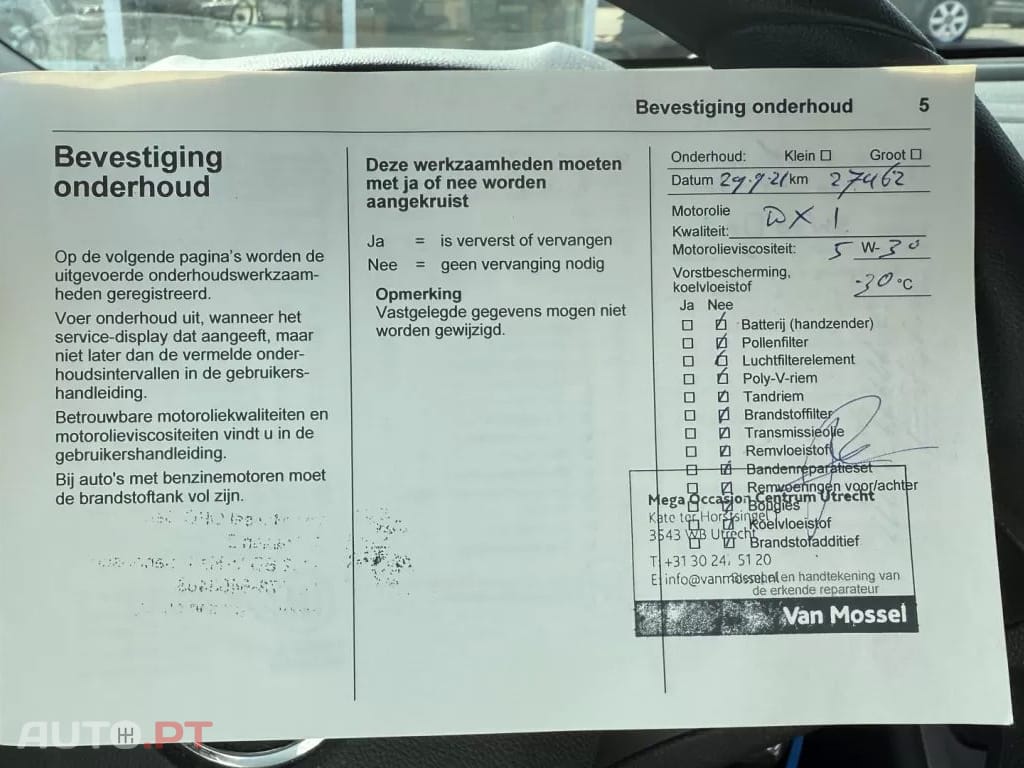 Bevestiging onderhoud 5
Bevestiging
onderhoud
Op de volgende pagina's worden de
uitgevoerde onderhoudswerkzaam-
heden geregistreerd.
Voer onderhoud uit, wanneer het
service-display dat aangeeft, maar
niet later dan de vermelde onder-
houdsintervallen in de gebruikers-
handleiding.
Betrouwbare motoroliekwaliteiten en
motorolieviscositeiten vindt u in de
gebruikershandleiding.
Bij auto's met benzinemotoren moet
de brandstoftank vol zijn.
Deze werkzaamheden moeten
met ja of nee worden
aangekruist
Ja = is ververst of vervangen
Nee = geen vervanging nodig
Opmerking
Vastgelegde gegevens mogen niet
worden gewijzigd.
Onderhoud: Klein Groot
Datum 29-9-21 km 27462
Motorolie
Kwaliteit: DX 1
Motorolieviscositeit: 5 W-30
Vorstbescherming,
koelvloeistof -30 °C
Ja Nee
Batterij (handzender)
Pollenfilter
Luchtfilterelement
Poly-V-riem
Tandriem
Brandstoffilter
Transmissieolie
Remvloeistof
Bandenreparatieset
Remvoeringen voor/achter
Bougies
Koelvloeistof
Brandstofadditief
Stempel en handtekening van
de erkende reparateur
Mega Occasion Centrum Utrecht
Kate ter Horstsingel
3543 WB Utrecht
T: +31 30 24 51 20
E: info@vanmossel.nl
Van Mossel
AUTO.PT